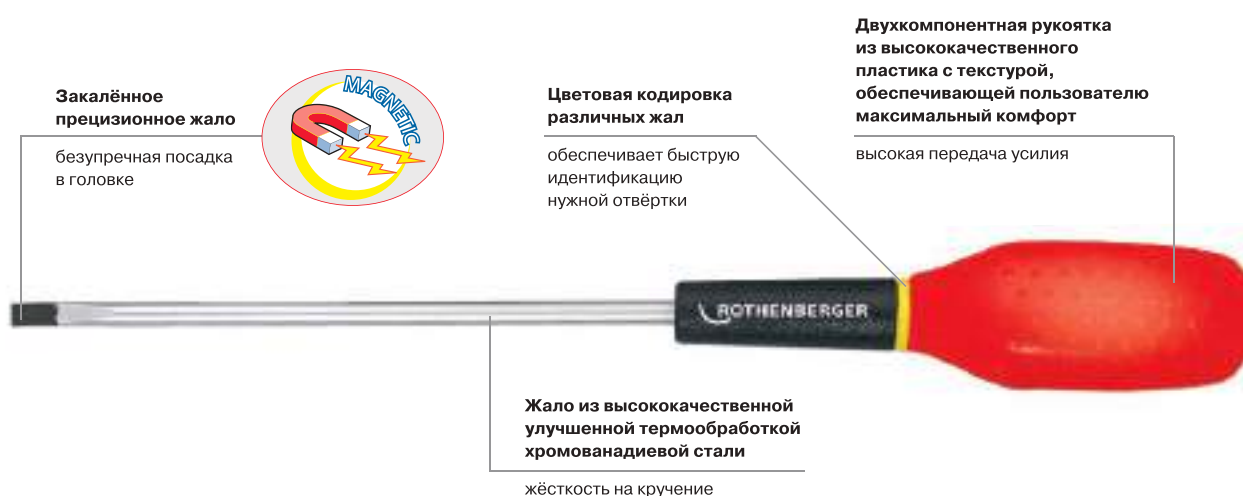 Закалённое
прецизионное жало
безупречная посадка
в головке
MAGNETIC
Цветовая кодировка
различных жал
обеспечивает быструю
идентификацию
нужной отвёртки
Двухкомпонентная рукоятка
из высококачественного
пластика с текстурой,
обеспечивающей пользователю
максимальный комфорт
высокая передача усилия
ROTHENBERGER
Жало из высококачественной
улучшенной термообработкой
хромованадиевой стали
жёсткость на кручение